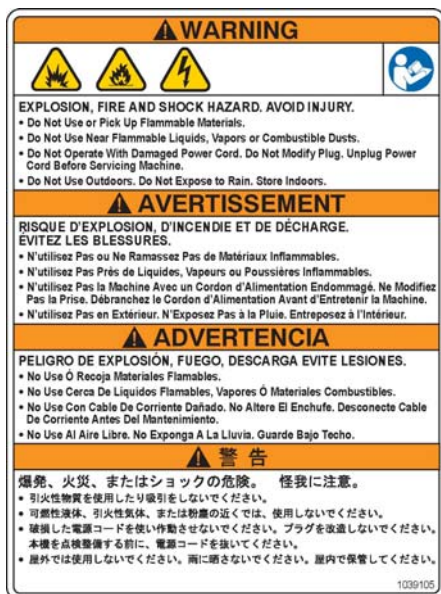 WARNING
EXPLOSION, FIRE AND SHOCK HAZARD. AVOID INJURY.
• Do Not Use or Pick Up Flammable Materials.
• Do Not Use Near Flammable Liquids, Vapors or Combustible Dusts.
• Do Not Operate With Damaged Power Cord. Do Not Modify Plug. Unplug Power
Cord Before Servicing Machine.
• Do Not Use Outdoors. Do Not Expose to Rain. Store Indoors.
AVERTISSEMENT
RISQUE D'EXPLOSION, D'INCENDIE ET DE DÉCHARGE.
ÉVITEZ LES BLESSURES.
• N'utilisez Pas ou Ne Ramassez Pas de Matériaux Inflammables.
• N'utilisez Pas Prés de Liquides, Vapeurs ou Poussières Inflammables.
• N'utilisez Pas la Machine Avec un Cordon d'Alimentation Endommagé. Ne Modifiez
Pas la Prise. Débranchez le Cordon d'Alimentation Avant d'Entretenir la Machine.
• N'utilisez Pas en Extérieur. N'Exposez Pas à la Pluie. Entreposez à l'Intérieur.
ADVERTENCIA
PELIGRO DE EXPLOSIÓN, FUEGO, DESCARGA EVITE LESIONES.
• No Use Ó Recoja Materiales Flamables.
• No Use Cerca De Liquidos Flamables, Vapores Ó Materiales Combustibles.
• No Use Con Cable De Corriente Dañado. No Altere El Enchufe. Desconecte Cable
De Corriente Antes Del Mantenimiento.
• No Use Al Aire Libre. No Exponga A La Lluvia. Guarde Bajo Techo.
警告
爆発、火災、またはショックの危険。 怪我に注意。
• 引火性物質を使用したり吸引をしないでください。
• 可燃性液体、引火性気体、または粉塵の近くでは、使用しないでください。
• 破損した電源コードを使い作動させないでください。プラグを改造しないでください。
本機を点検整備する前に、電源コードを抜いてください。
• 屋外では使用しないでください。雨に晒さないでください。屋内で保管してください。
1039105